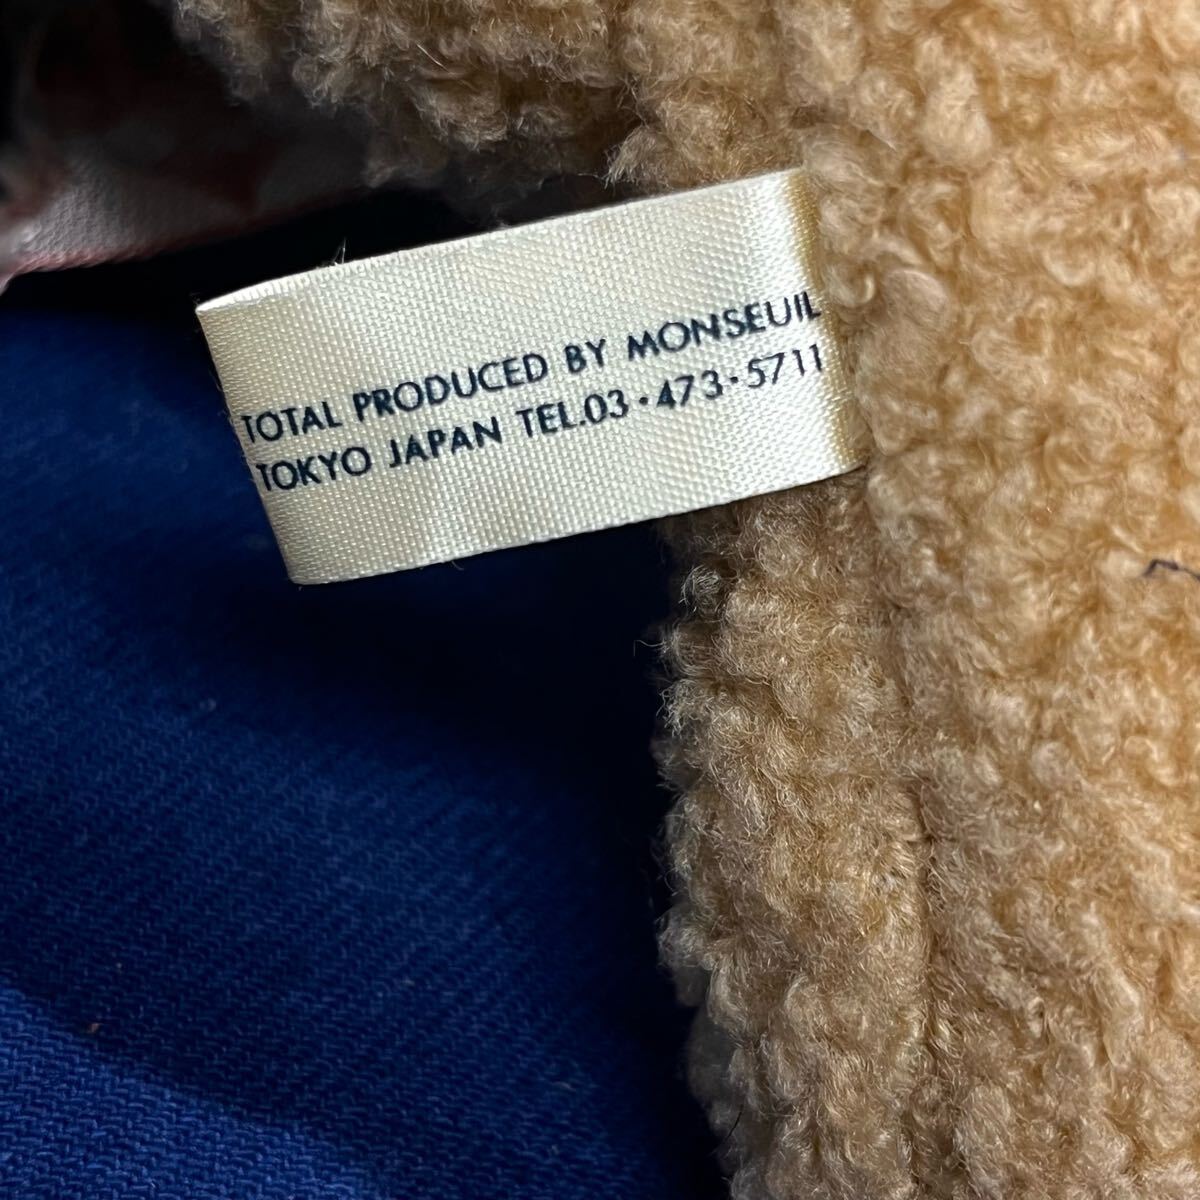 TOTAL PRODUCED BY MONSEUIL
TOKYO JAPAN TEL.03・473・5711